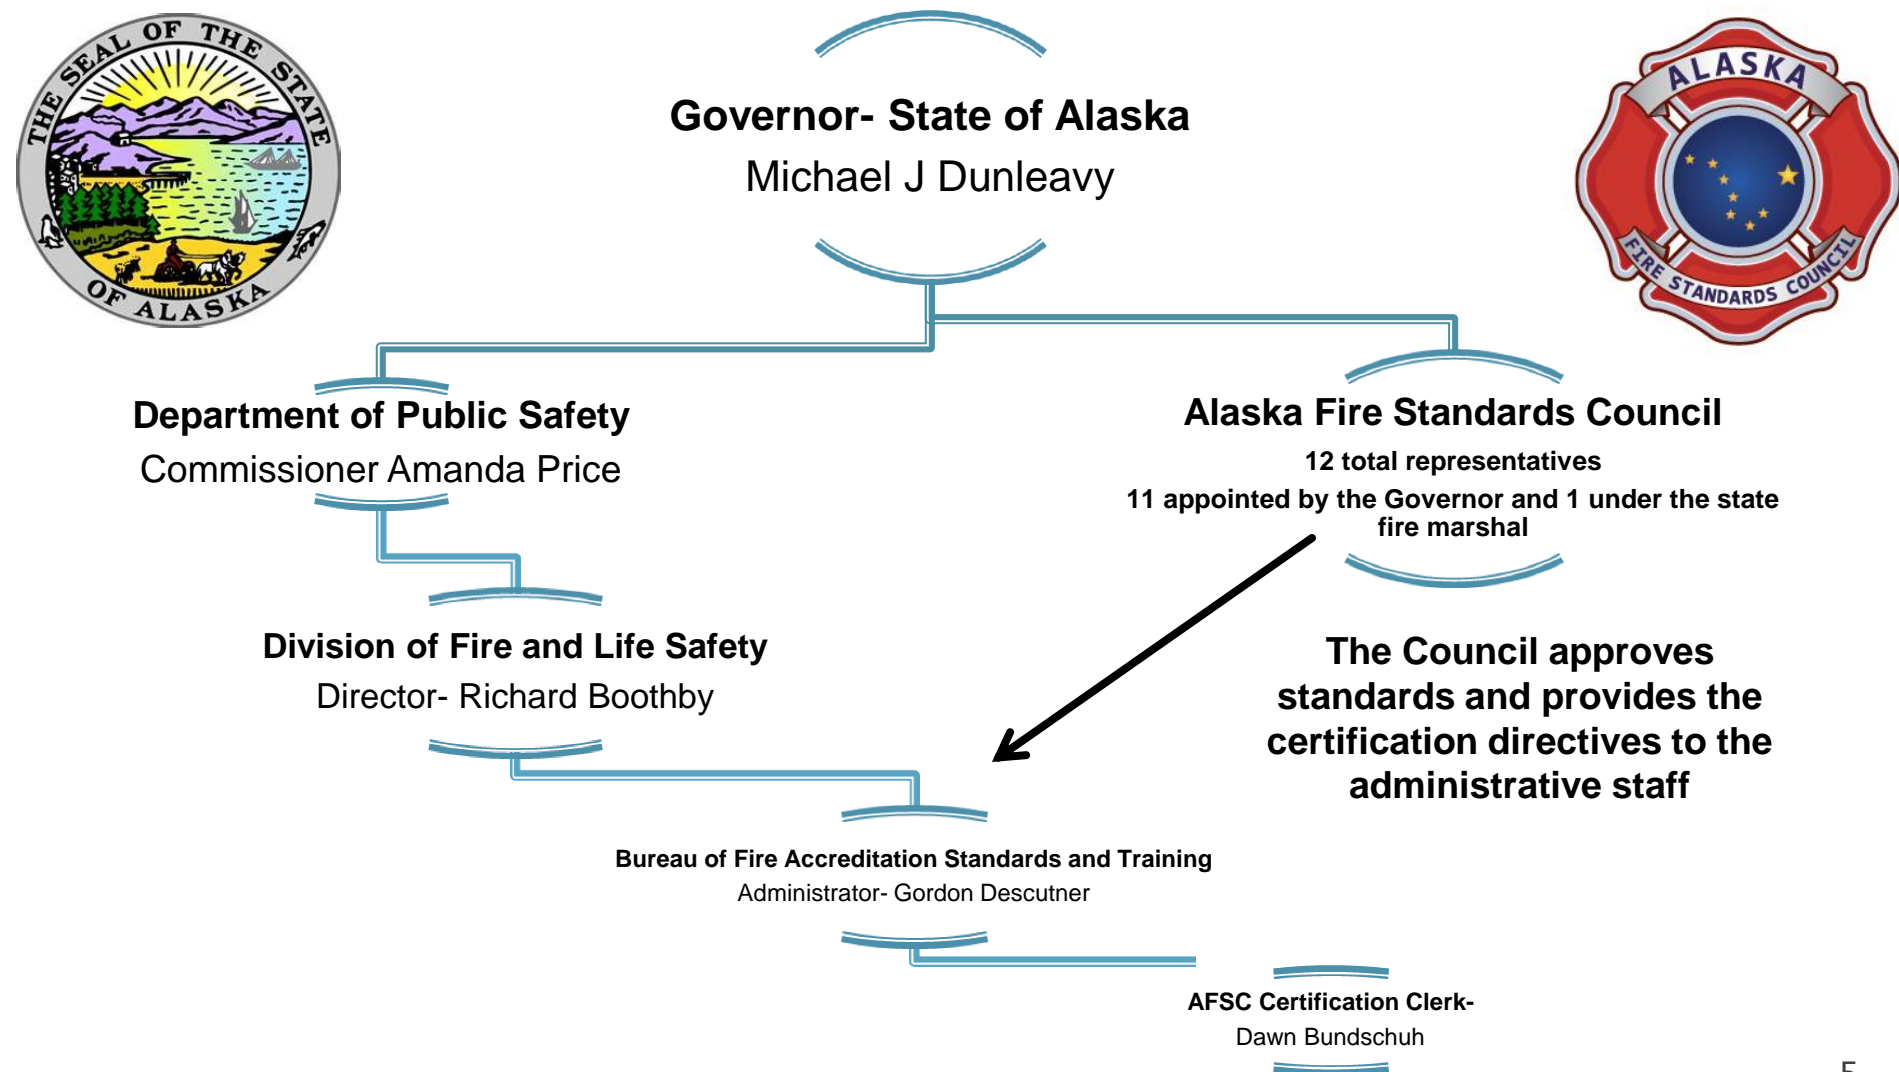 THE SEAL OF THE STATE
OF ALASKA
ALASKA
FIRE STANDARDS COUNCIL
Governor- State of Alaska
Michael J Dunleavy
Department of Public Safety
Commissioner Amanda Price
Alaska Fire Standards Council
12 total representatives
11 appointed by the Governor and 1 under the state
fire marshal
Division of Fire and Life Safety
Director- Richard Boothby
The Council approves
standards and provides the
certification directives to the
administrative staff
Bureau of Fire Accreditation Standards and Training
Administrator- Gordon Descutner
AFSC Certification Clerk-
Dawn Bundschuh
5